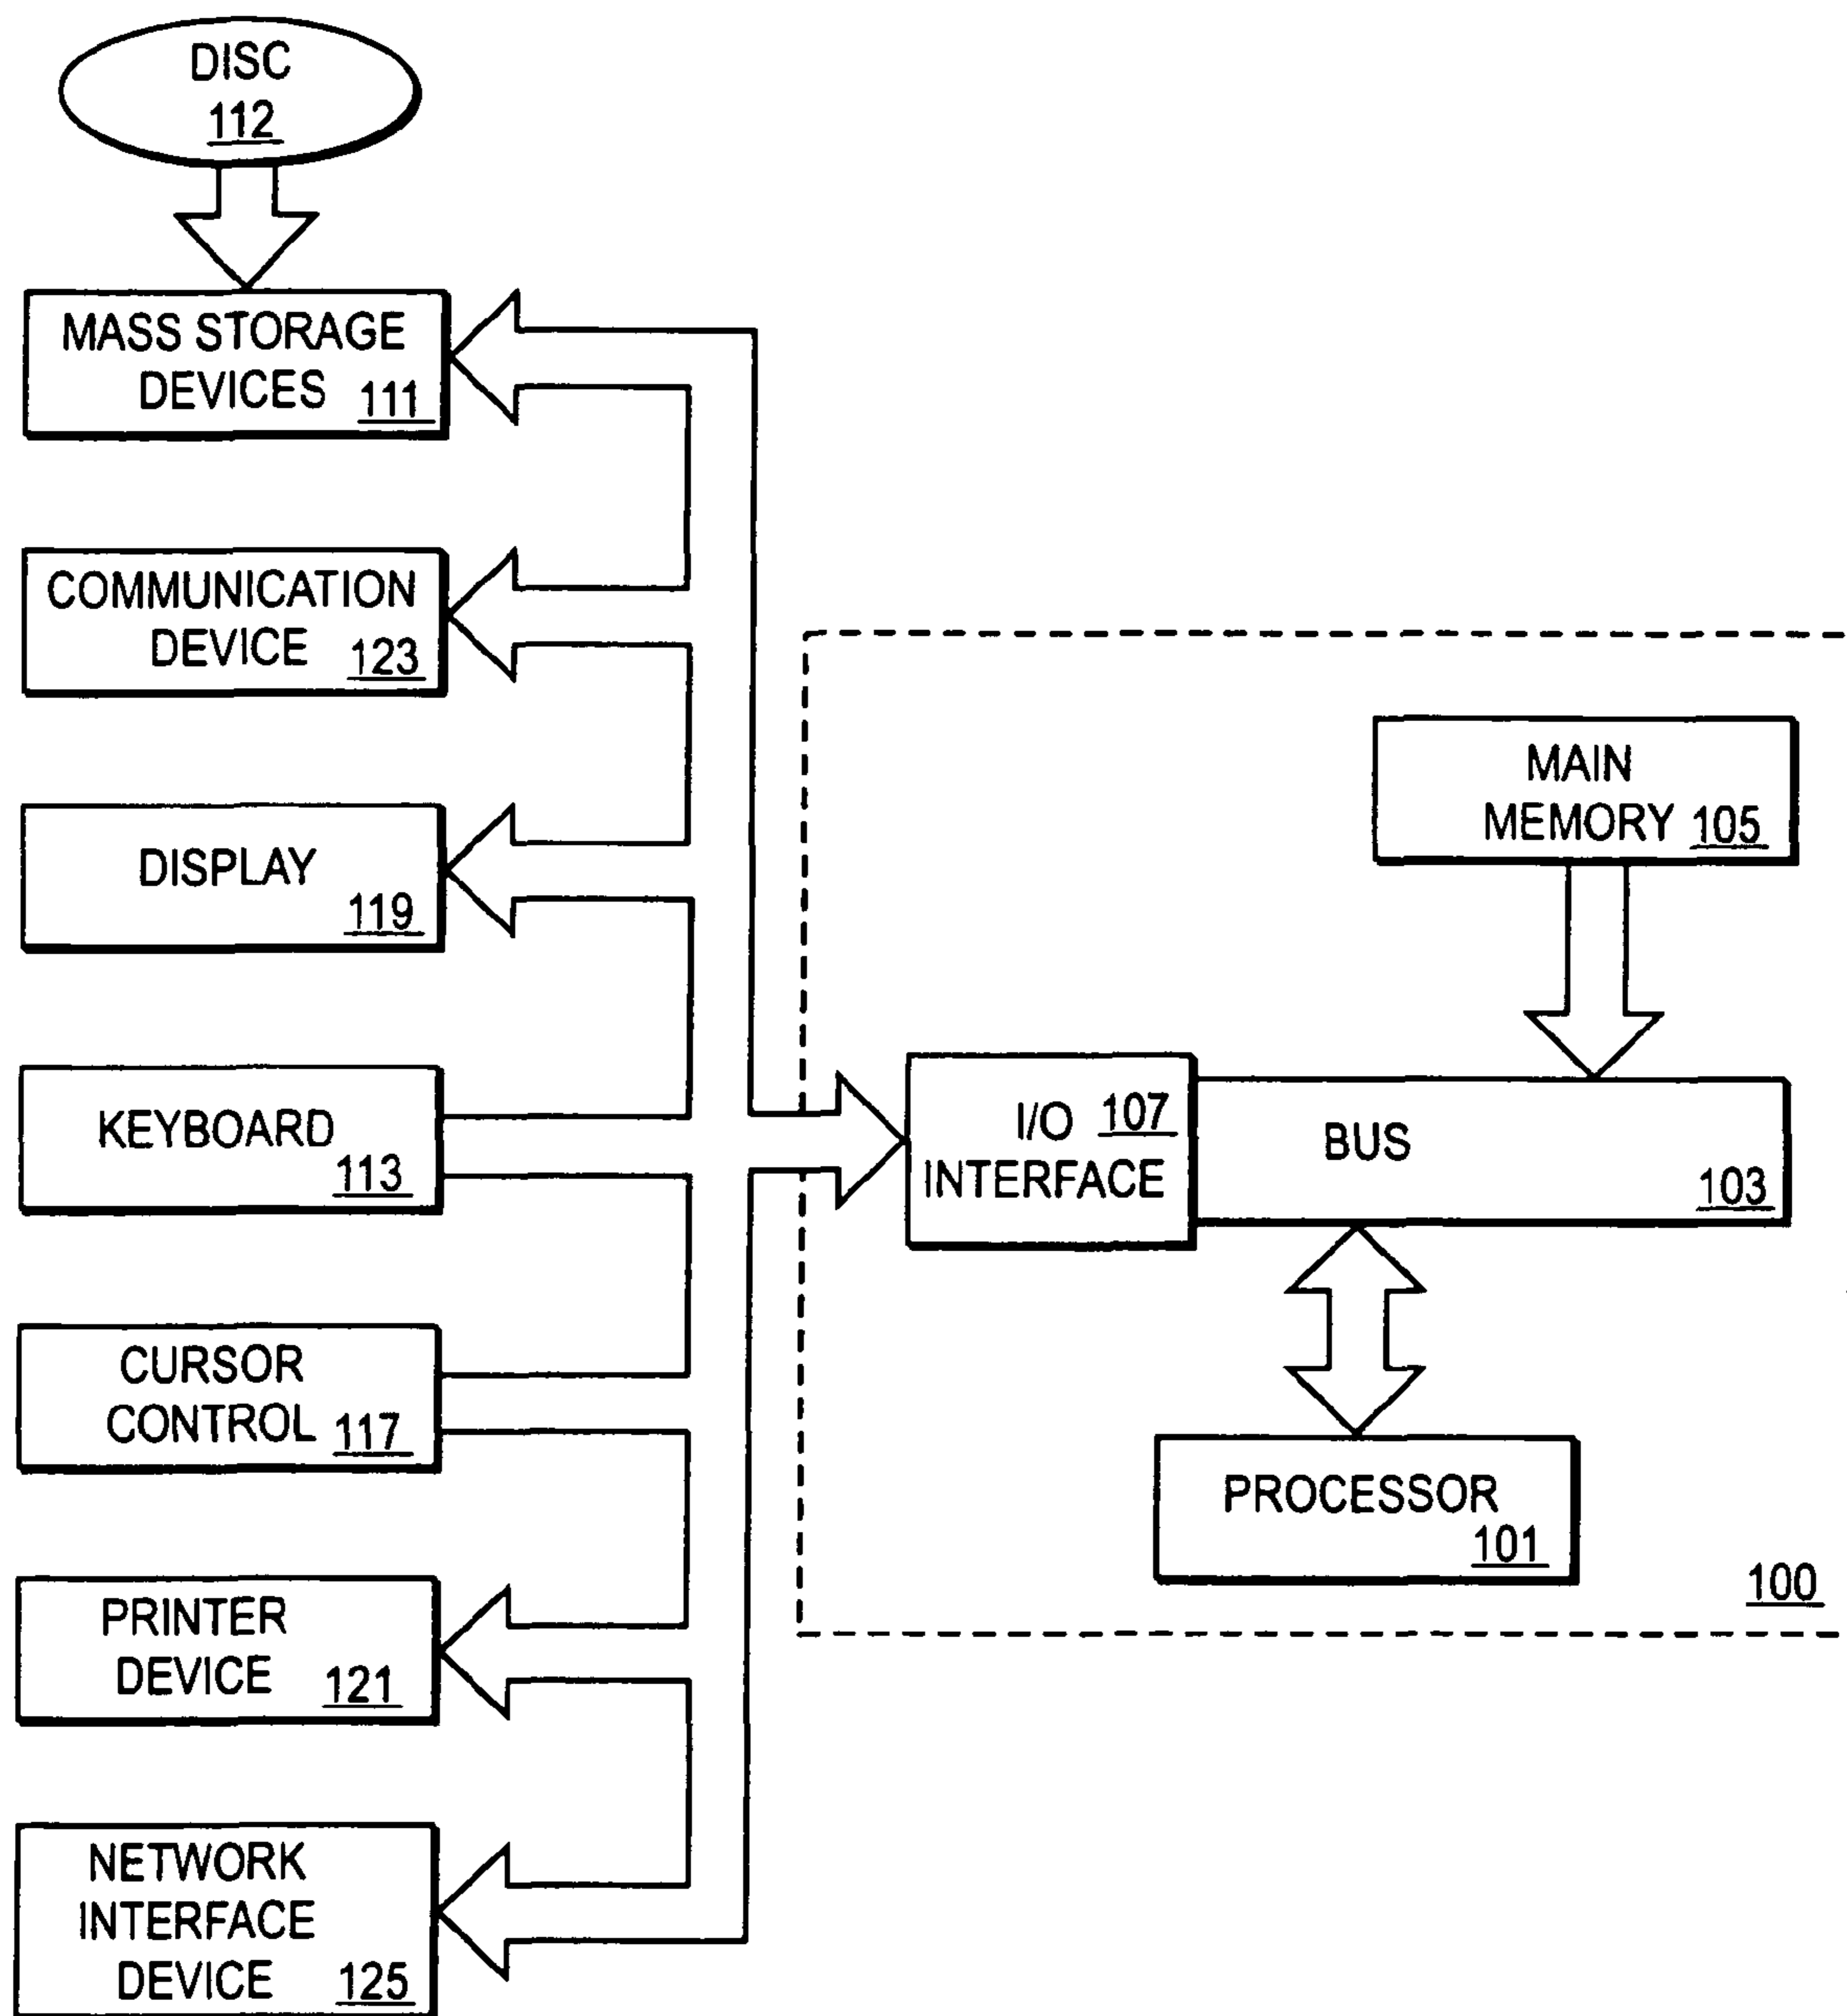 DISC
112
MASS STORAGE
DEVICES 111
COMMUNICATION
DEVICE 123
DISPLAY
119
KEYBOARD
113
CURSOR
CONTROL 117
PRINTER
DEVICE 121
NETWORK
INTERFACE
DEVICE 125
MAIN
MEMORY 105
I/O 107
INTERFACE
BUS
103
PROCESSOR
101
100